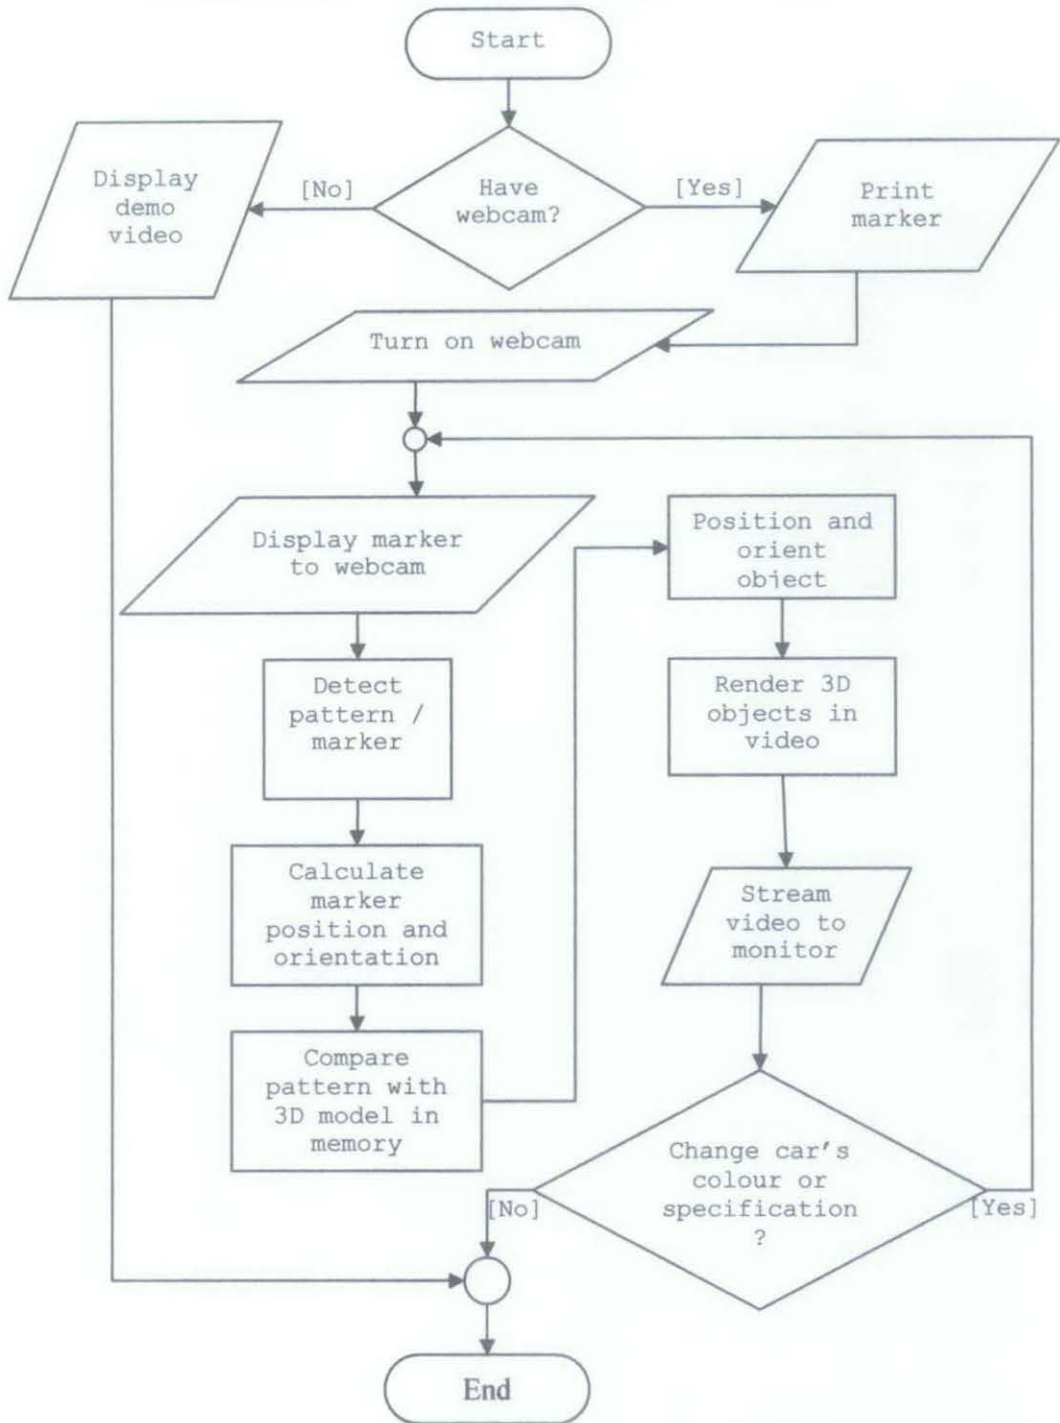 Start
Have
webcam?
[No]
[Yes]
Display
demo
video
Print
marker
Turn on webcam
Display marker
to webcam
Detect
pattern /
marker
Calculate
marker
position and
orientation
Compare
pattern with
3D model in
memory
Position and
orient
object
Render 3D
objects in
video
Stream
video to
monitor
Change car's
colour or
specification
?
[No]
[Yes]
End